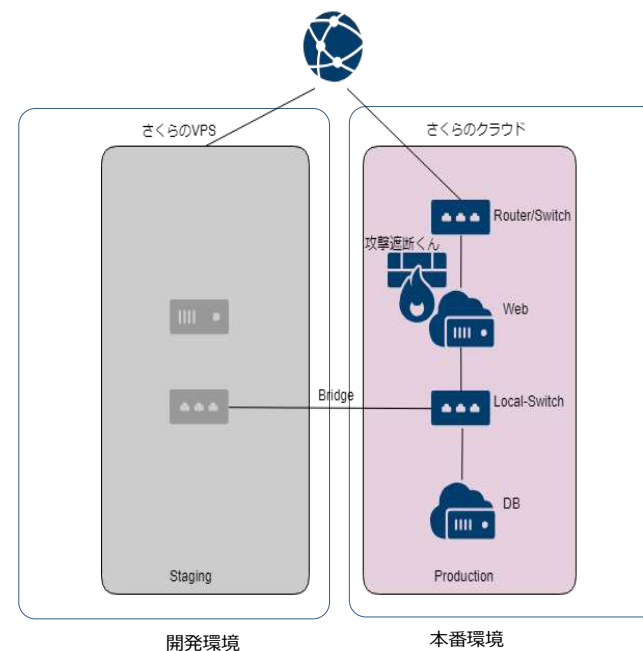 さくらのVPS
さくらのクラウド
Router/Switch
攻撃遮断くん
Web
Bridge
Local-Switch
DB
Staging
Production
開発環境
本番環境